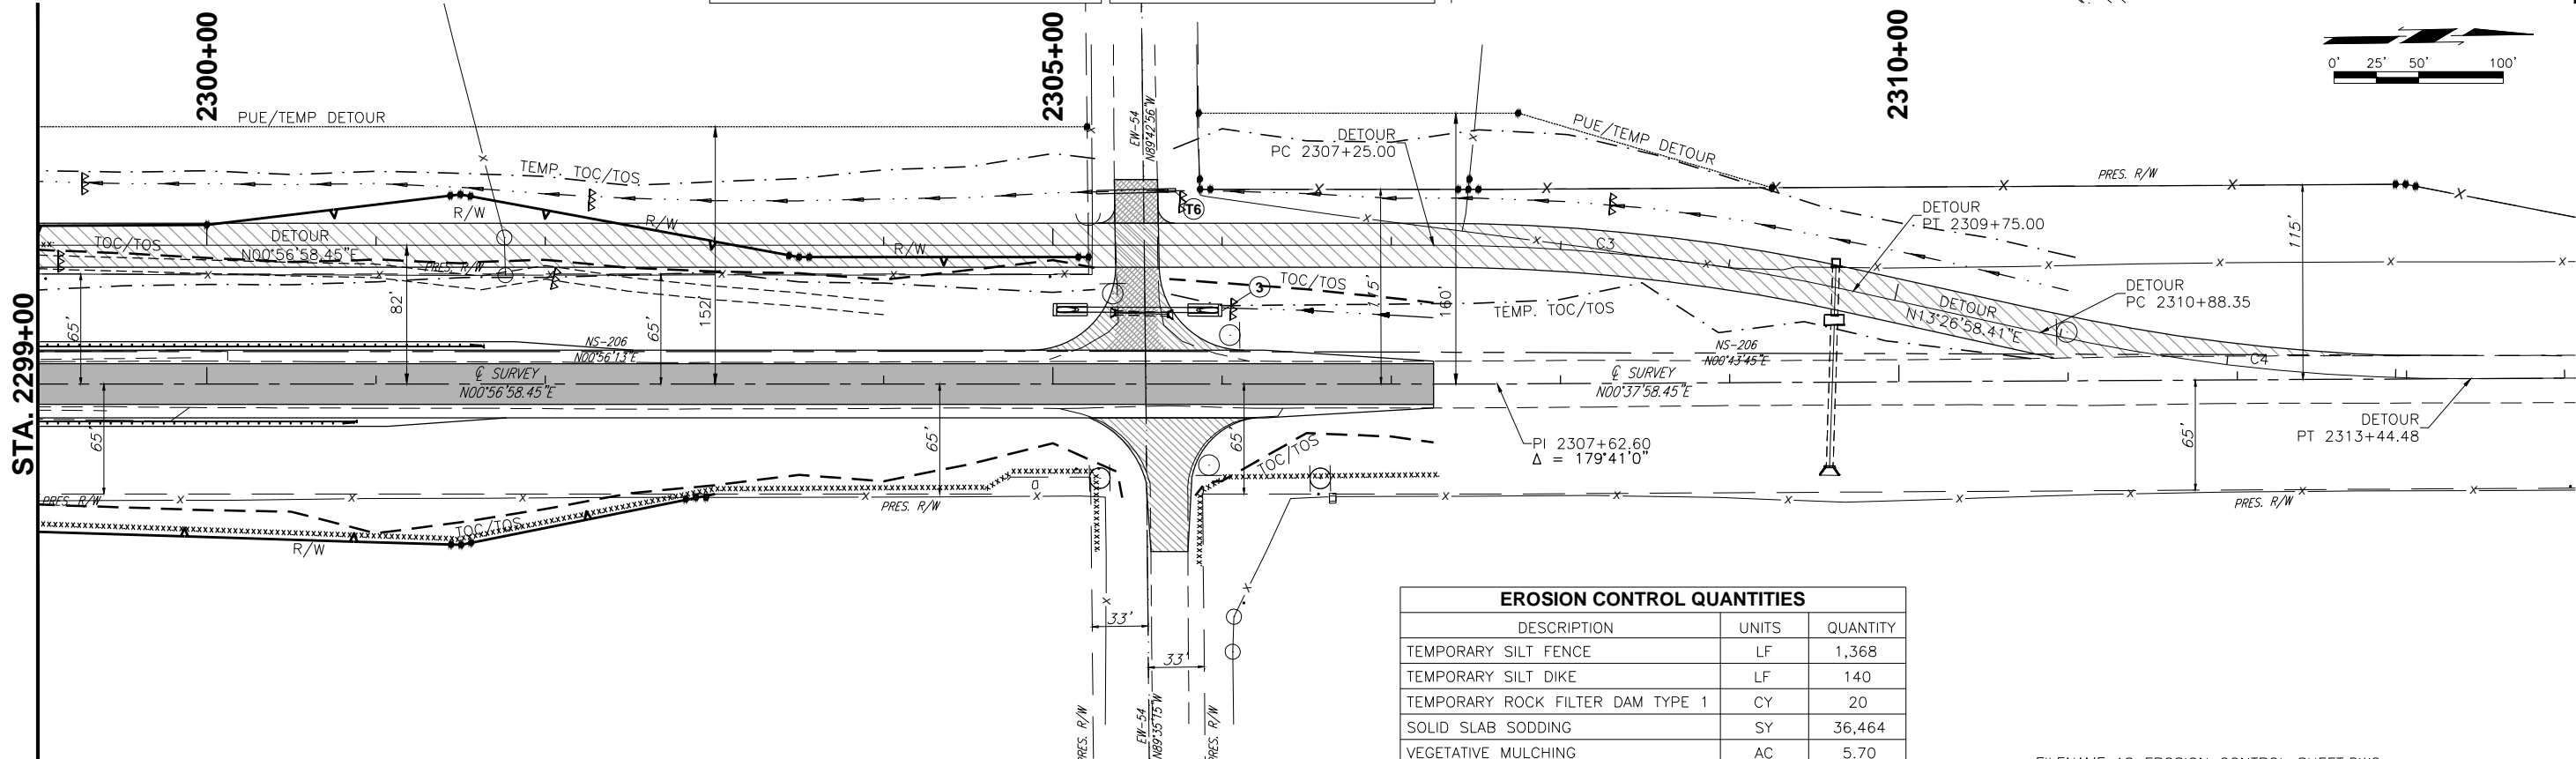 2300+00
2305+00
2310+00
0' 25' 50' 100'
PUE/TEMP DETOUR
EW-54
N89°42'56"W
DETOUR
PC 2307+25.00
PUE/TEMP DETOUR
TEMP. TOC/TOS
PRES. R/W
R/W
R/W
R/W
T6
DETOUR
PT 2309+75.00
115'
TOC/TOS
DETOUR
N00°56'58.45"E
PRES. R/W
C3
3
TOC/TOS
TEMP. TOC/TOS
DETOUR
N13°26'58.41"E
DETOUR
PC 2310+88.35
STA. 2299+00
65'
82'
65'
152'
115'
160'
NS-206
N00°56'13"E
NS-206
N00°43'45"E
C4
℄ SURVEY
N00°56'58.45"E
℄ SURVEY
N00°37'58.45"E
65'
65'
65'
65'
PI 2307+62.60
Δ = 179°41'0"
DETOUR
PT 2313+44.48
TOC/TOS
PRES. R/W
TOC/TOS
PRES. R/W
PRES. R/W
R/W
33'
33'
PRES. R/W
EW-54
N89°35'15"W
PRES. R/W
EROSION CONTROL QUANTITIES
DESCRIPTION UNITS QUANTITY
TEMPORARY SILT FENCE LF 1,368
TEMPORARY SILT DIKE LF 140
TEMPORARY ROCK FILTER DAM TYPE 1 CY 20
SOLID SLAB SODDING SY 36,464
VEGETATIVE MULCHING AC 5.70